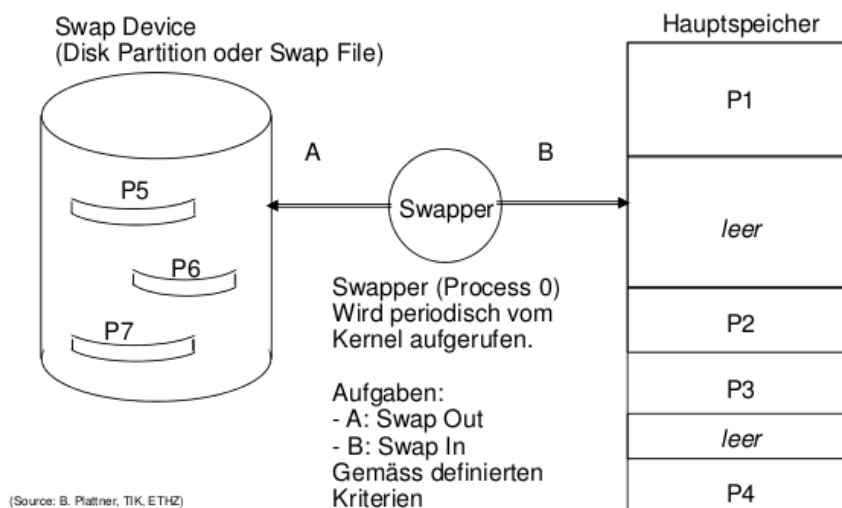 Swap Device
(Disk Partition oder Swap File)
P5
P6
P7
A
Swapper
B
Swapper (Process 0)
Wird periodisch vom
Kernel aufgerufen.
Aufgaben:
- A: Swap Out
- B: Swap In
Gemäss definierten
Kriterien
Hauptspeicher
P1
leer
P2
P3
leer
P4
(Source: B. Plattner, TIK, ETHZ)